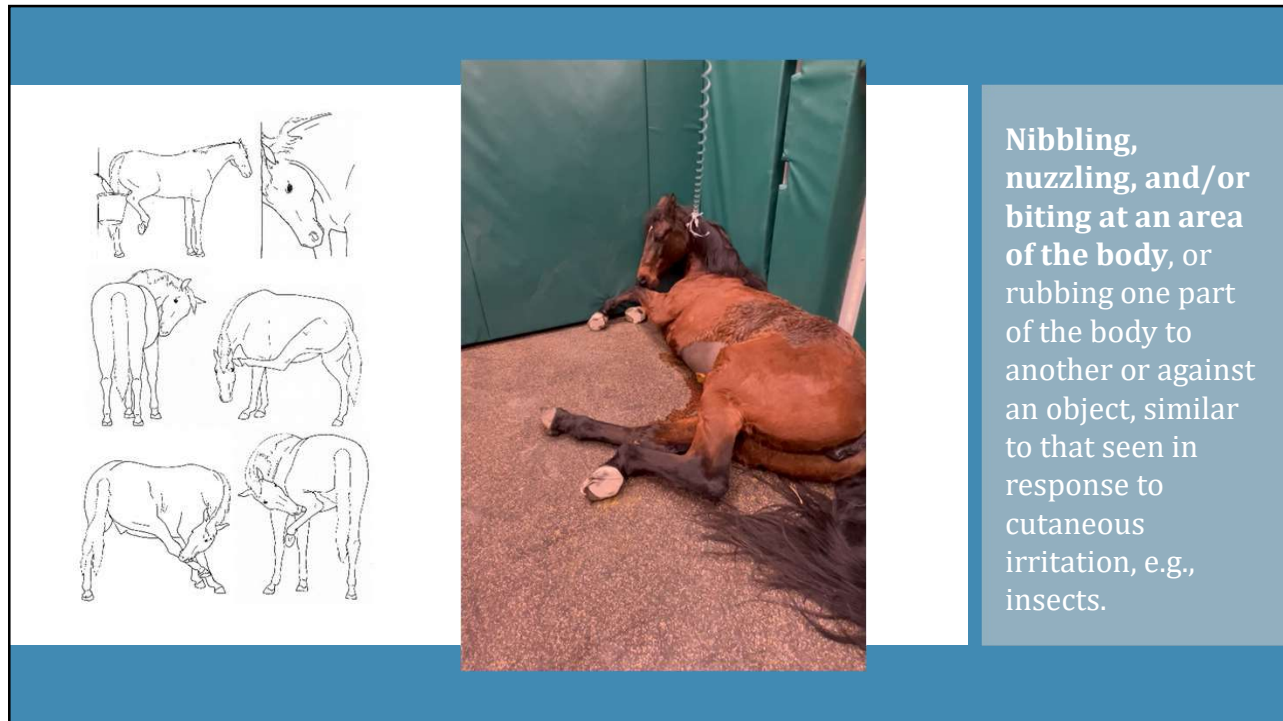 Nibbling,
nuzzling, and/or
biting at an area
of the body, or
rubbing one part
of the body to
another or against
an object, similar
to that seen in
response to
cutaneous
irritation, e.g.,
insects.